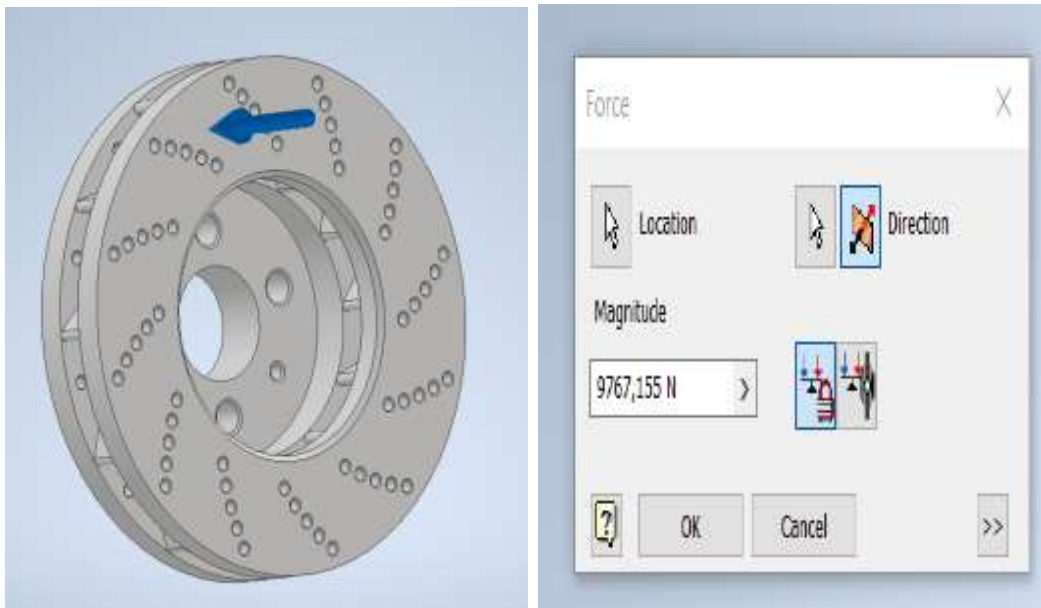 Force
Location
Direction
Magnitude
9767,155 N
OK
Cancel
>>